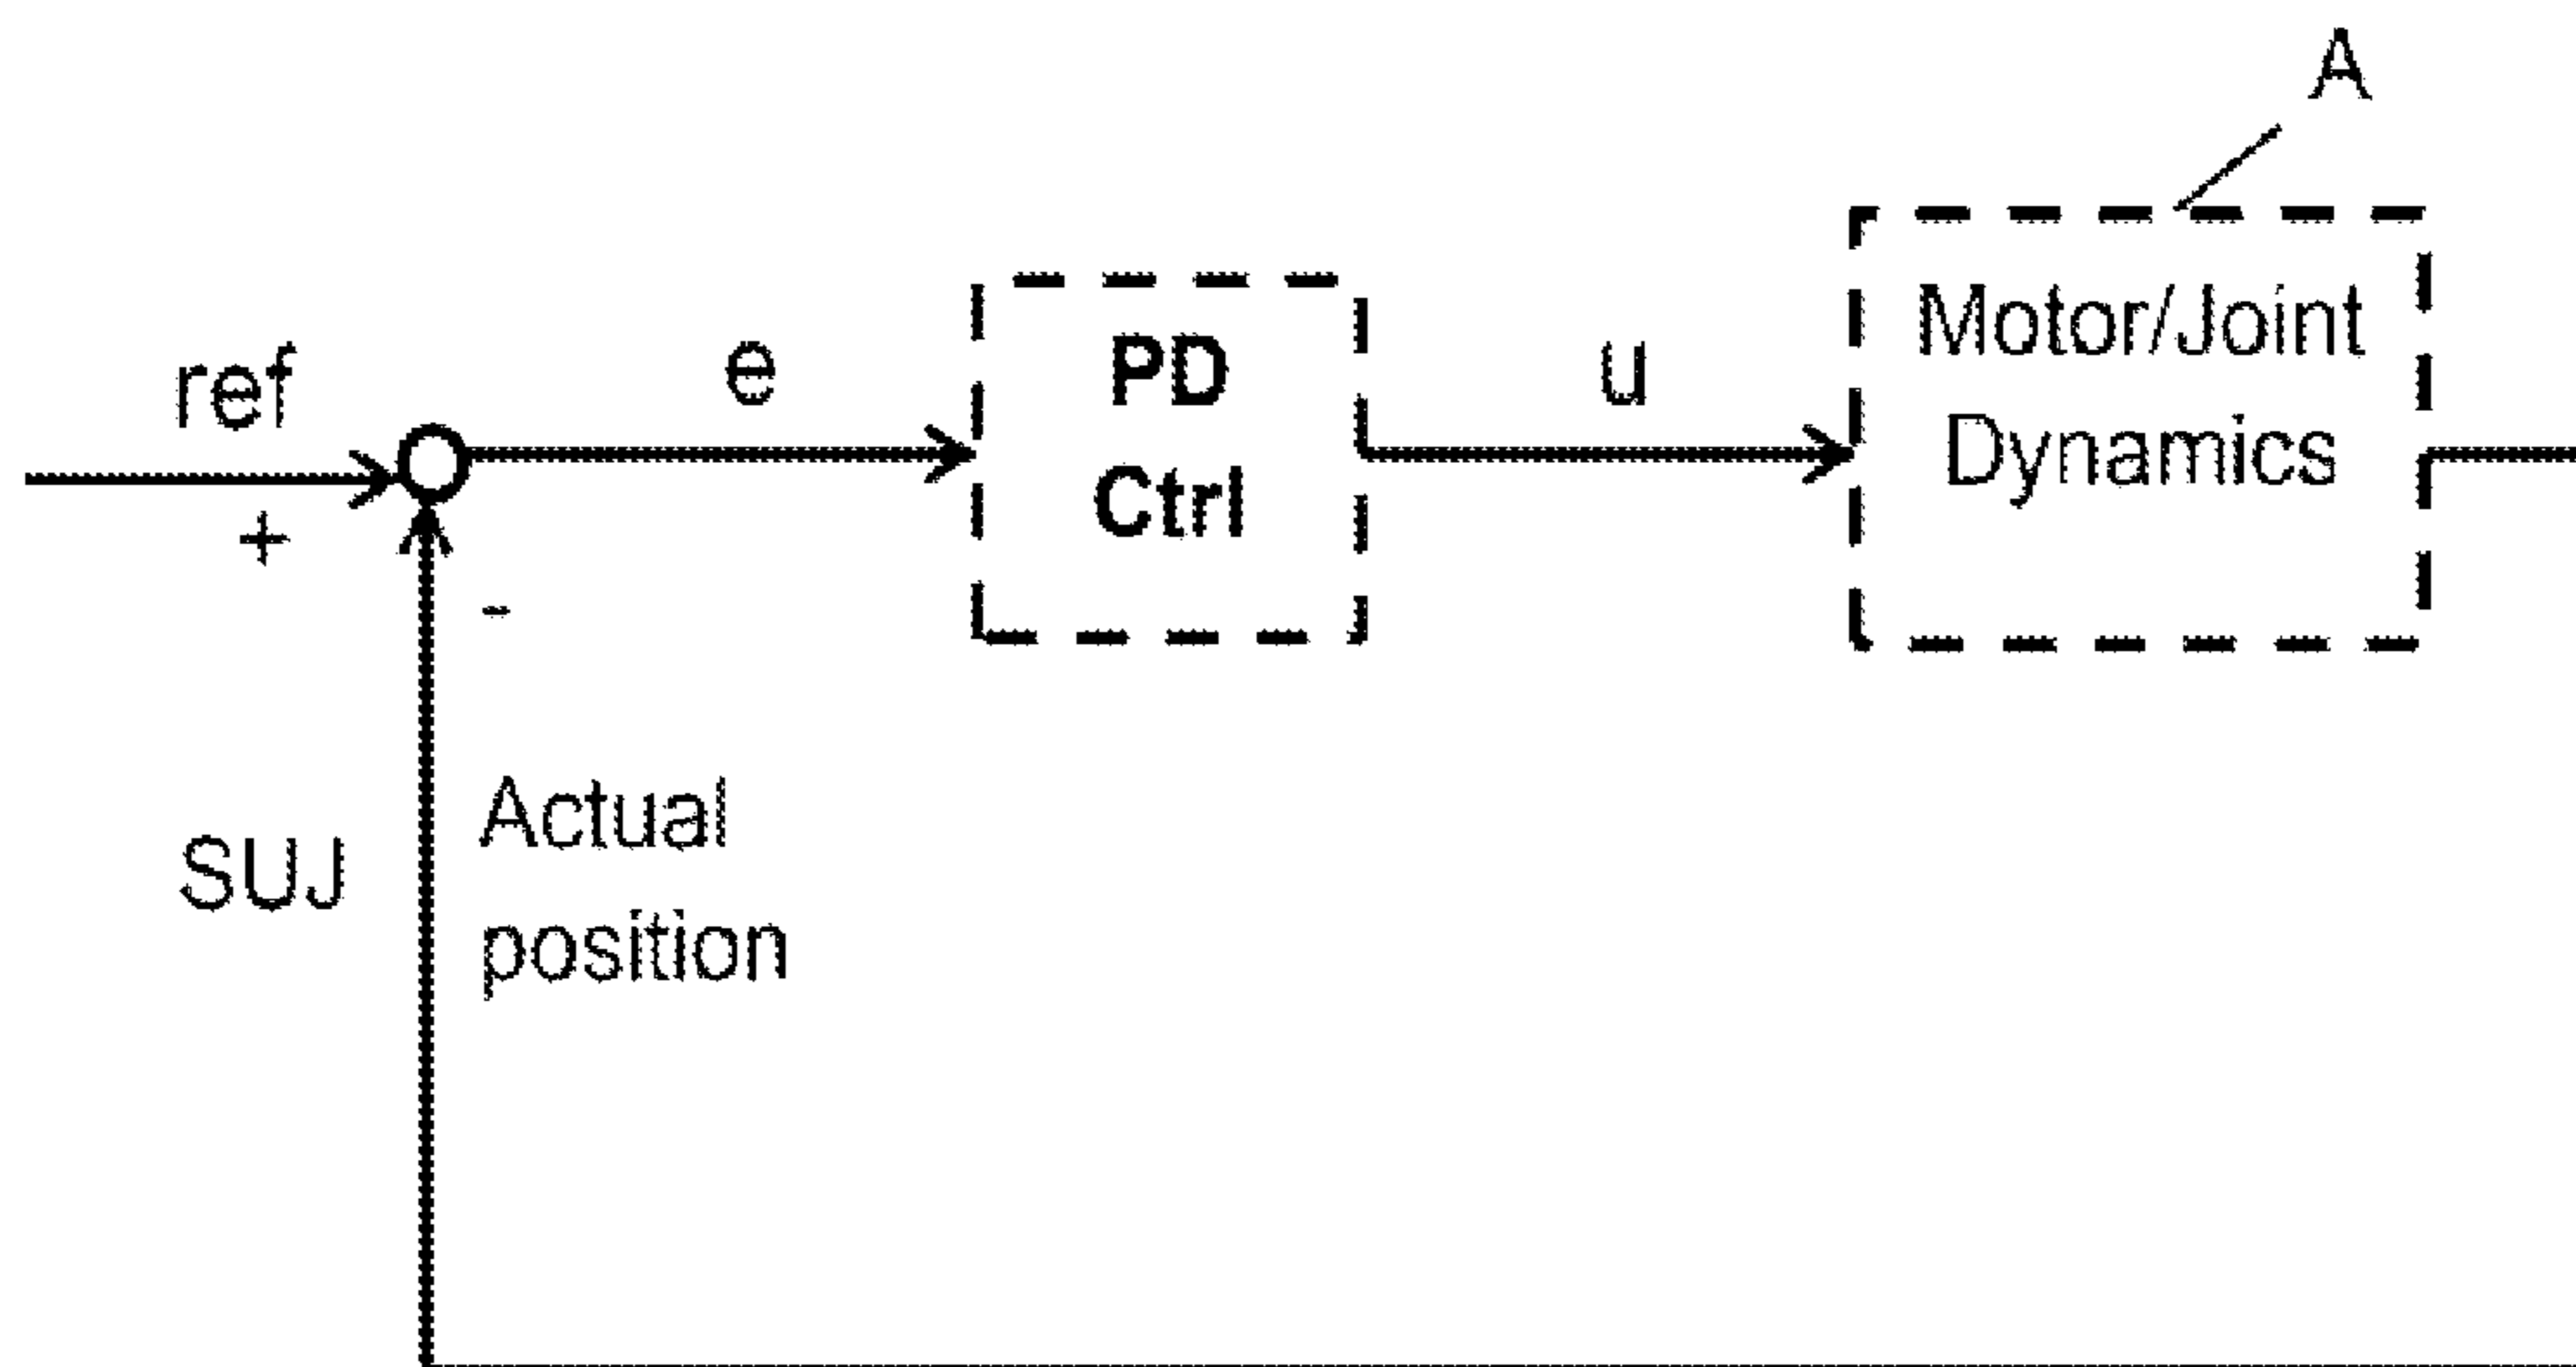 A
Motor/Joint
Dynamics
PD
Ctrl
ref
e
u
+
-
SUJ
Actual
position